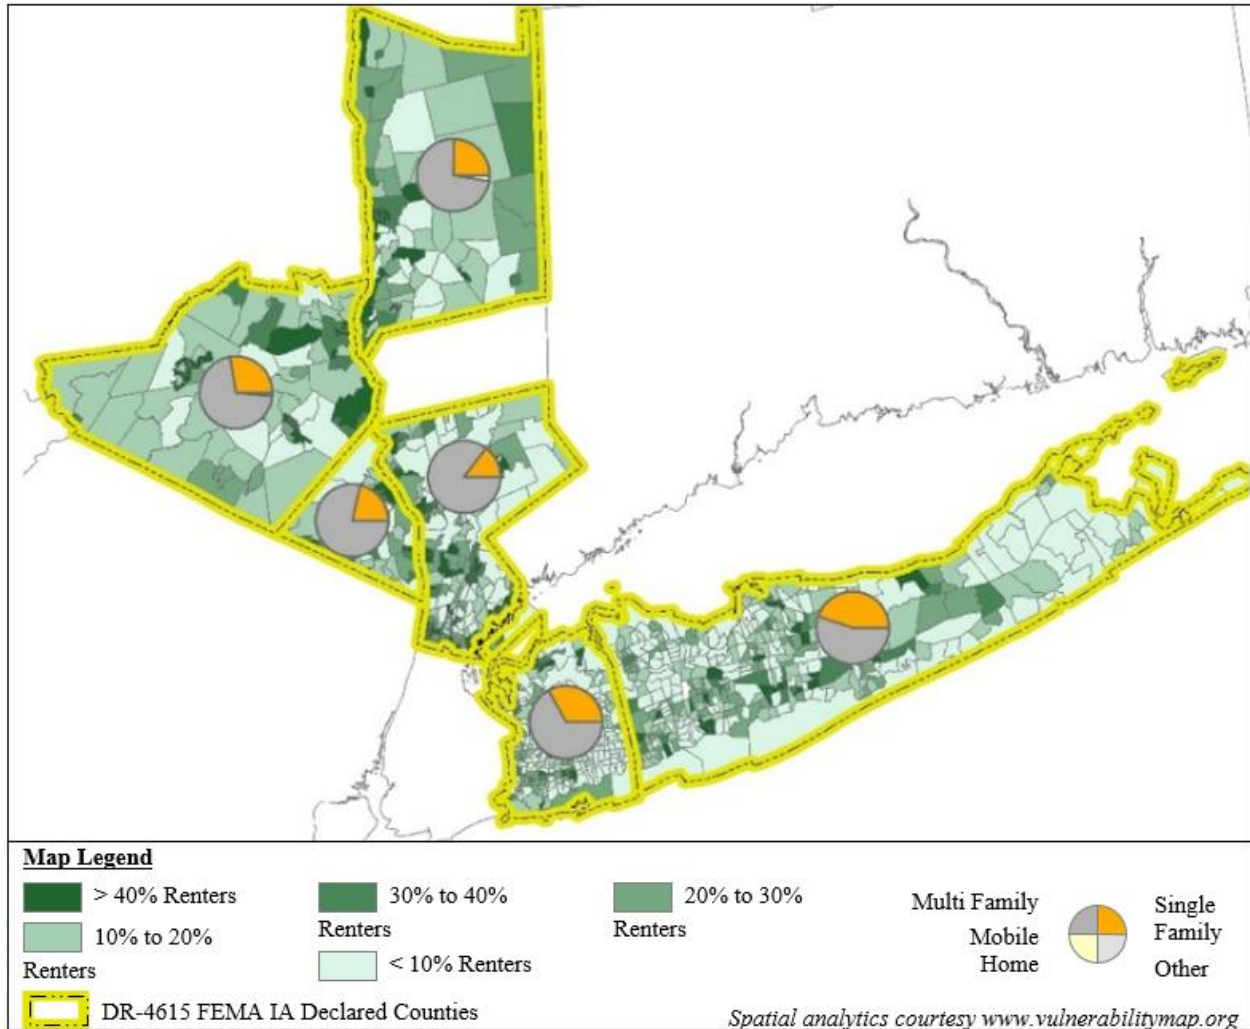 Map Legend
> 40% Renters
30% to 40%
Renters
20% to 30%
Renters
10% to 20%
Renters
< 10% Renters
Multi Family
Single
Family
Mobile
Home
Other
DR-4615 FEMA IA Declared Counties
Spatial analytics courtesy www.vulnerabilitymap.org